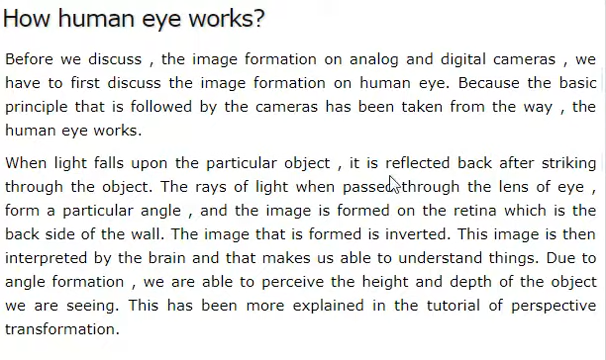 How human eye works?
Before we discuss , the image formation on analog and digital cameras , we
have to first discuss the image formation on human eye. Because the basic
principle that is followed by the cameras has been taken from the way , the
human eye works.
When light falls upon the particular object , it is reflected back after striking
through the object. The rays of light when passed through the lens of eye ,
form a particular angle , and the image is formed on the retina which is the
back side of the wall. The image that is formed is inverted. This image is then
interpreted by the brain and that makes us able to understand things. Due to
angle formation , we are able to perceive the height and depth of the object
we are seeing. This has been more explained in the tutorial of perspective
transformation.